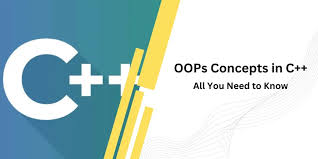 C++
OOPs Concepts in C++
All You Need to Know